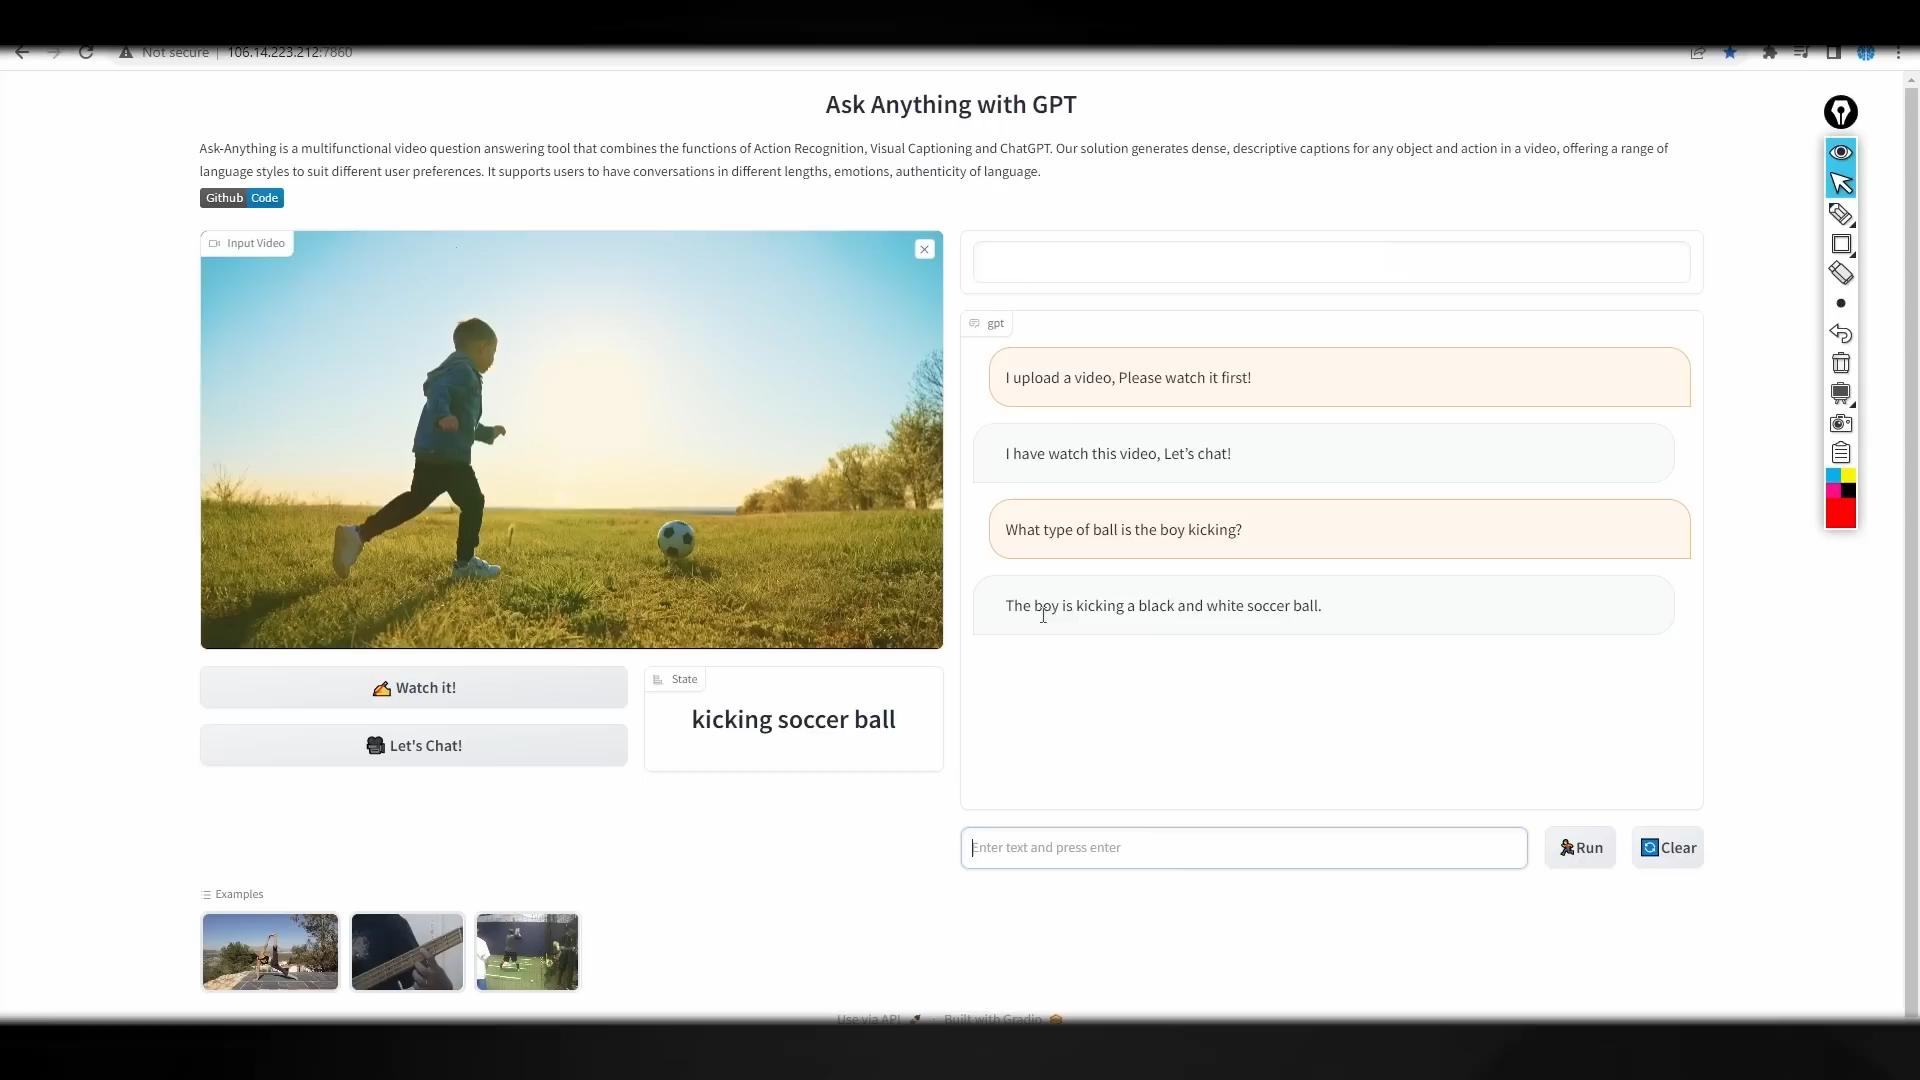 Not secure
106.14.223.212:7860
Ask Anything with GPT
Ask-Anything is a multifunctional video question answering tool that combines the functions of Action Recognition, Visual Captioning and ChatGPT. Our solution generates dense, descriptive captions for any object and action in a video, offering a range of
language styles to suit different user preferences. It supports users to have conversations in different lengths, emotions, authenticity of language.
Github Code
Input Video
gpt
I upload a video, Please watch it first!
I have watch this video, Let's chat!
What type of ball is the boy kicking?
The boy is kicking a black and white soccer ball.
Watch it!
Let's Chat!
State
kicking soccer ball
Enter text and press enter
Run
Clear
Examples
Use via API · Built with Gradio